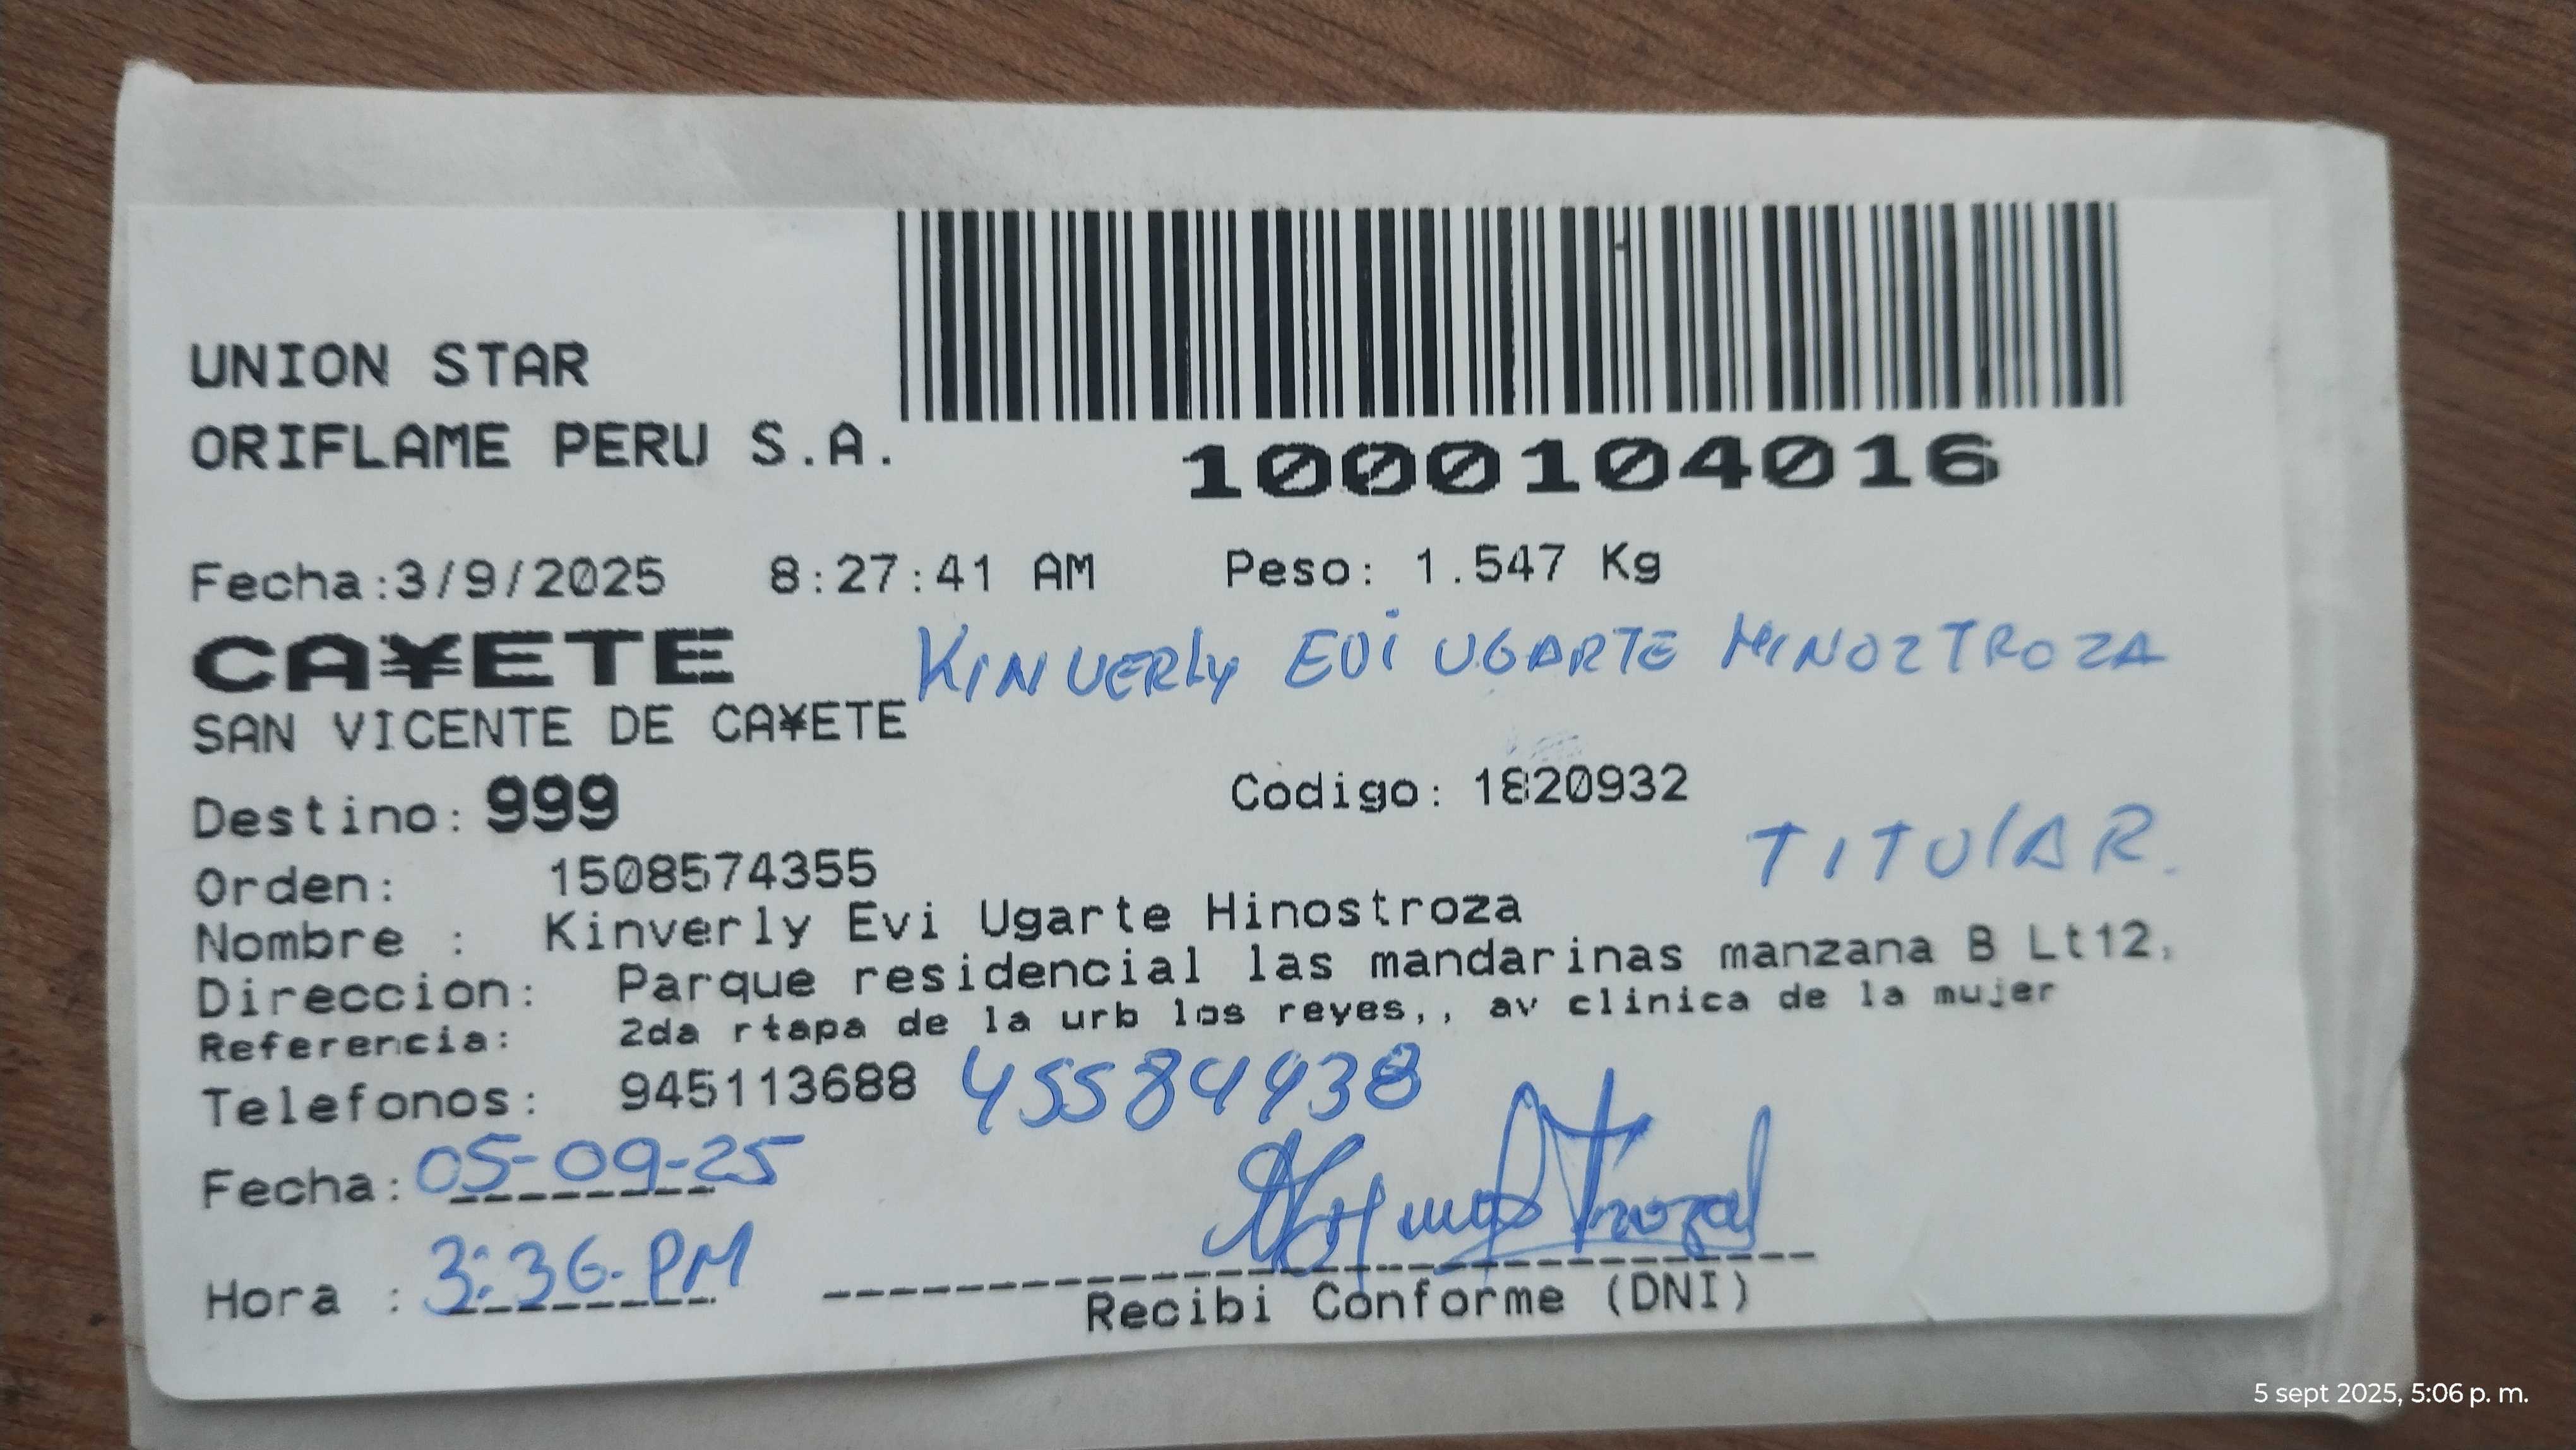 UNION STAR
ORIFLAME PERU S.A.
1000104016
Fecha:3/9/2025 8:27:41 AM Peso: 1.547 Kg
CA¥ETE
KINVERly EVi UGARTE HINOZTROZA
SAN VICENTE DE CA¥ETE
Destino: 999 Codigo: 1820932
TITUlAR.
Orden: 1508574355
Nombre : Kinverly Evi Ugarte Hinostroza
Direccion: Parque residencial las mandarinas manzana B Lt12,
Referencia: 2da rtapa de la urb los reyes,, av clinica de la mujer
Telefonos: 945113688 45584438
Fecha: 05-09-25
Hora : 3:36 PM
Recibi Conforme (DNI)
5 sept 2025, 5:06 p. m.